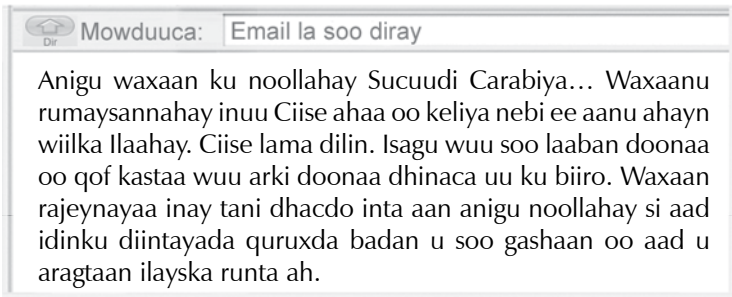 Dir
Mowduuca: Email la soo diray
Anigu waxaan ku noollahay Sucuudi Carabiya… Waxaanu
rumaysannahay inuu Ciise ahaa oo keliya nebi ee aanu ahayn
wiilka Ilaahay. Ciise lama dilin. Isagu wuu soo laaban doonaa
oo qof kastaa wuu arki doonaa dhinaca uu ku biiro. Waxaan
rajeynayaa inay tani dhacdo inta aan anigu noollahay si aad
idinku diintayada quruxda badan u soo gashaan oo aad u
aragtaan ilayska runta ah.